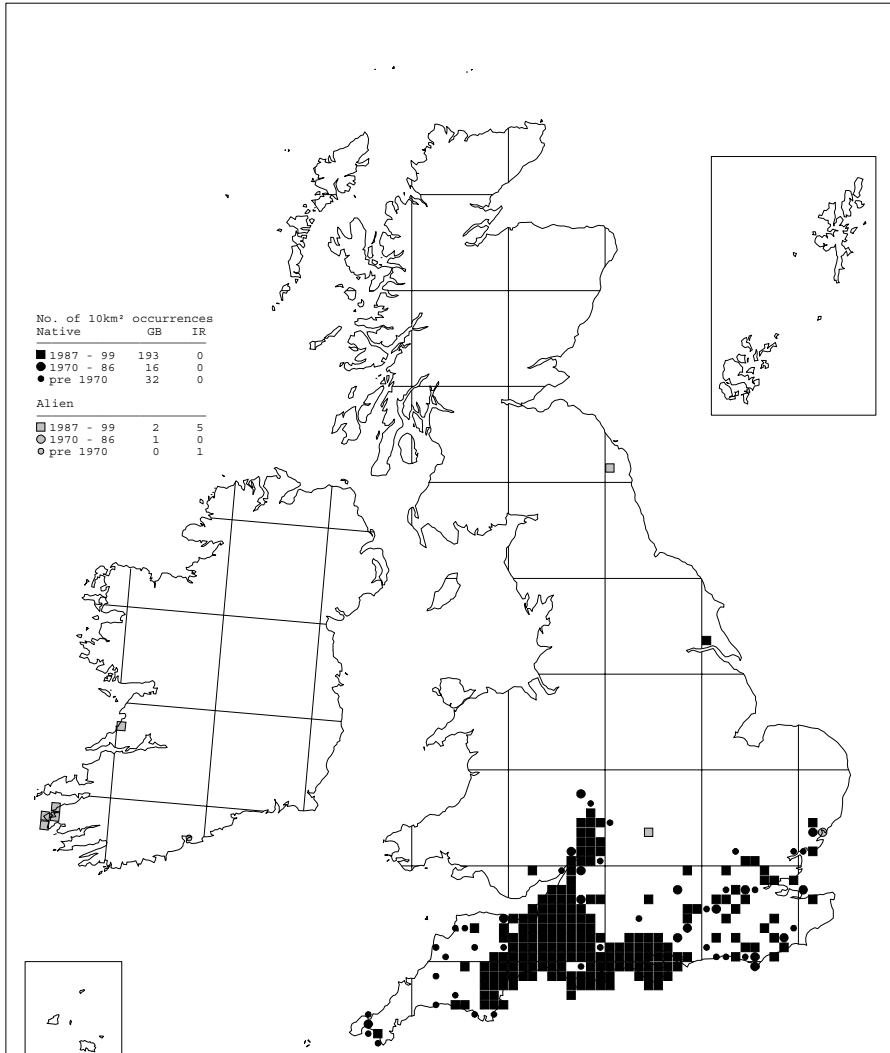 No. of 10km² occurrences
Native GB IR
1987 - 99 193 0
1970 - 86 16 0
pre 1970 32 0
Alien
1987 - 99 2 5
1970 - 86 1 0
pre 1970 0 1